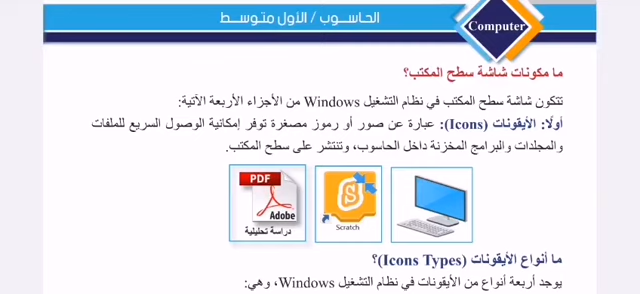 الحاسوب / الأول متوسط
Computer
ما مكونات شاشة سطح المكتب؟
تتكون شاشة سطح المكتب في نظام التشغيل Windows من الأجزاء الأربعة الآتية:
أولًا: الأيقونات (Icons): عبارة عن صور أو رموز مصغرة توفر إمكانية الوصول السريع للملفات
والمجلدات والبرامج المخزنة داخل الحاسوب، وتنتشر على سطح المكتب.
PDF
Adobe
دراسة تحليلية
S
Scratch
ما أنواع الأيقونات (Icons Types)؟
يوجد أربعة أنواع من الأيقونات في نظام التشغيل Windows، وهي: